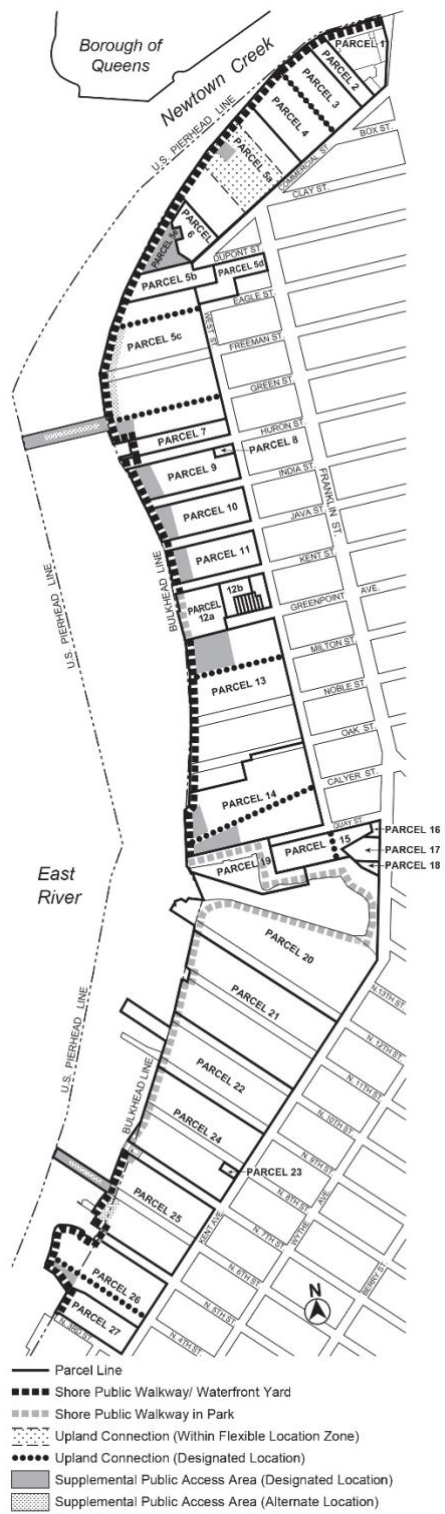 Borough of
Queens
Newtown Creek
U.S. PIERHEAD LINE
PARCEL 1
PARCEL 2
PARCEL 3
PARCEL 4
PARCEL 5a
COMMERCIAL ST.
BOX ST.
CLAY ST.
PARCEL
6
DUPONT ST.
PARCEL 5b
PARCEL 5d
EAGLE ST.
PARCEL 5c
WEST ST.
FREEMAN ST.
GREEN ST.
HURON ST.
PARCEL 7
PARCEL 8
PARCEL 9
INDIA ST.
FRANKLIN ST.
PARCEL 10
JAVA ST.
PARCEL 11
KENT ST.
BULKHEAD LINE
U.S. PIERHEAD LINE
12b
PARCEL
12a
GREENPOINT AVE.
MILTON ST.
PARCEL 13
NOBLE ST.
OAK ST.
CALYER ST.
PARCEL 14
QUAY ST.
PARCEL 16
PARCEL 15
PARCEL 17
PARCEL 19
PARCEL 18
East
River
PARCEL 20
N.13TH ST.
PARCEL 21
N. 12TH ST.
U.S. PIERHEAD LINE
BULKHEAD LINE
PARCEL 22
N. 11TH ST.
N. 10TH ST.
PARCEL 24
N. 9TH ST.
PARCEL 23
N. 8TH ST.
PARCEL 25
KENT AVE.
N. 7TH ST.
WYTHE AVE.
BERRY ST.
N. 6TH ST.
PARCEL 26
N. 5TH ST.
PARCEL 27
N. 4TH ST.
N. 3RD ST.
N
Parcel Line
Shore Public Walkway/ Waterfront Yard
Shore Public Walkway in Park
Upland Connection (Within Flexible Location Zone)
Upland Connection (Designated Location)
Supplemental Public Access Area (Designated Location)
Supplemental Public Access Area (Alternate Location)